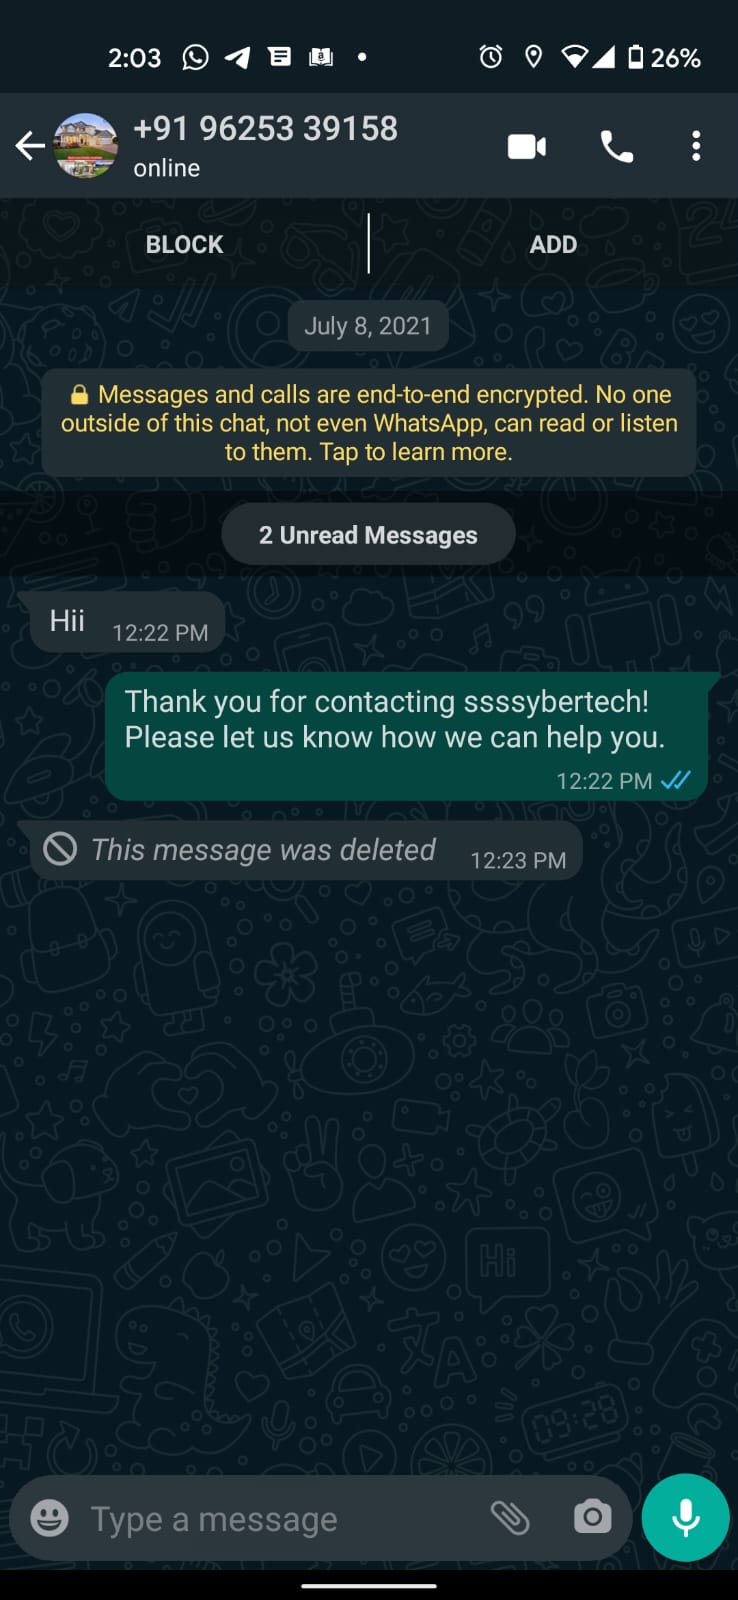 2:03
26%
+91 96253 39158
online
BLOCK
ADD
July 8, 2021
Messages and calls are end-to-end encrypted. No one
outside of this chat, not even WhatsApp, can read or listen
to them. Tap to learn more.
2 Unread Messages
Hii 12:22 PM
Thank you for contacting ssssybertech!
Please let us know how we can help you.
12:22 PM
This message was deleted 12:23 PM
Hi
09:29
Type a message